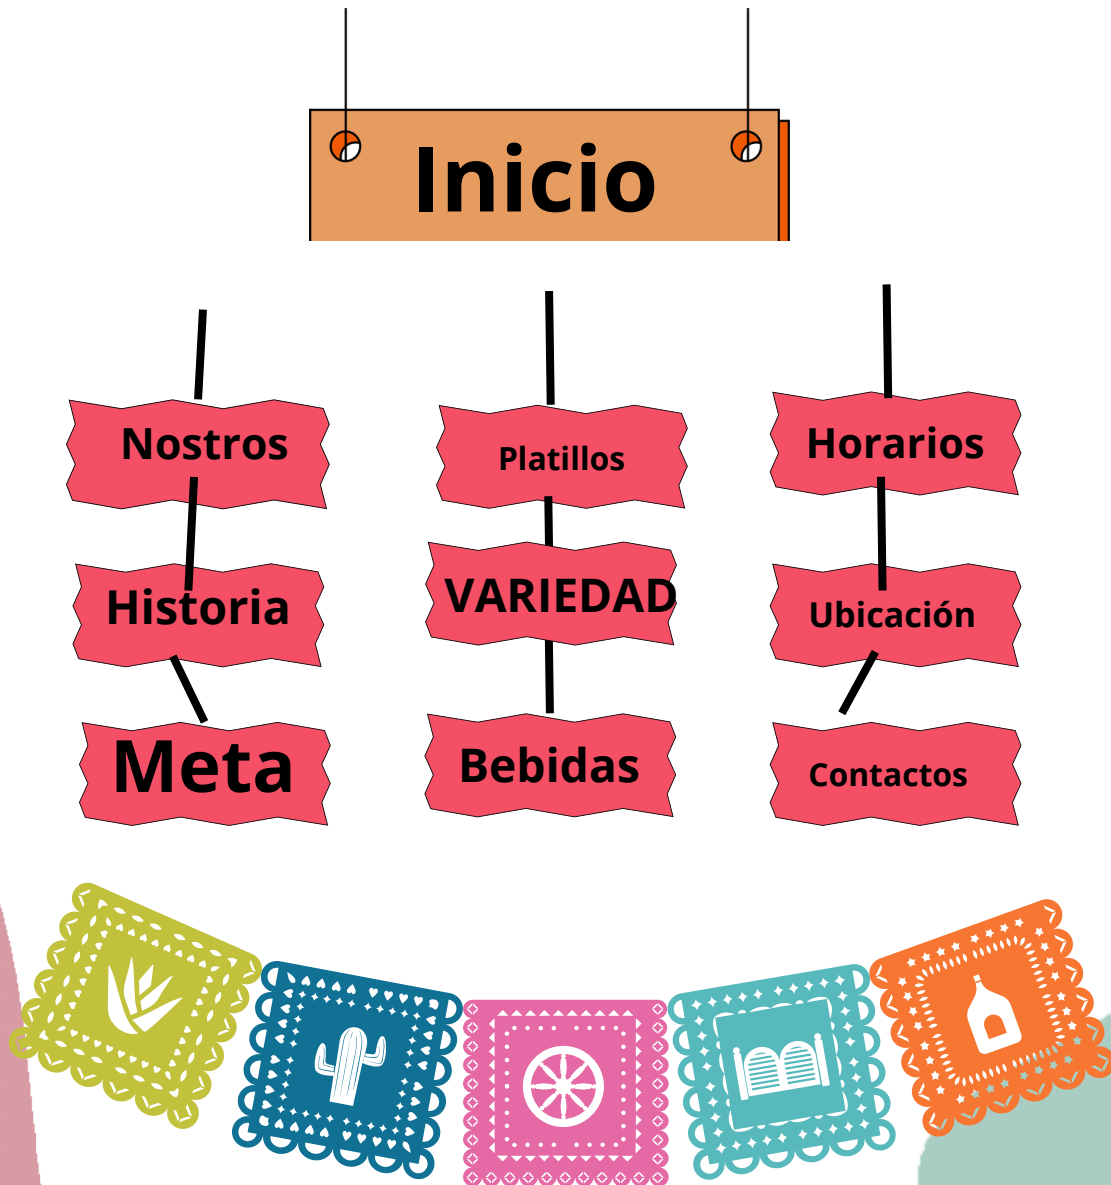 Inicio
Nostros
Platillos
Horarios
Historia
VARIEDAD
Ubicación
Meta
Bebidas
Contactos